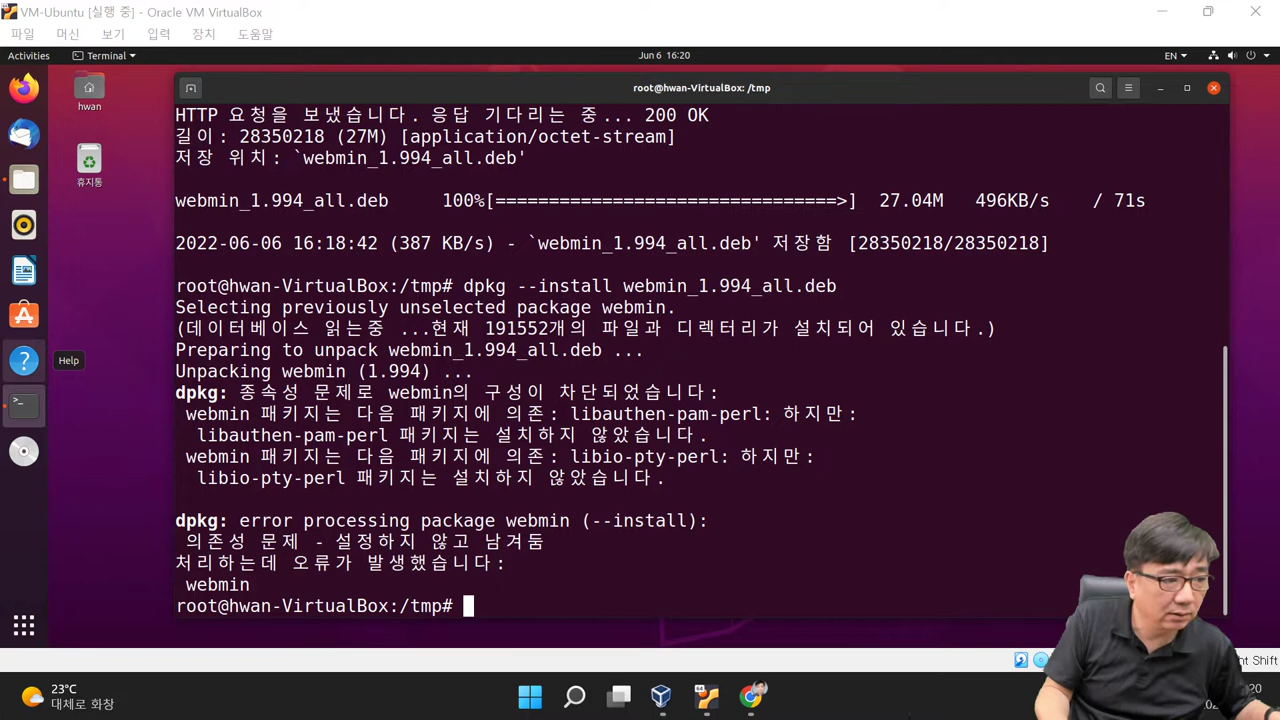 VM-Ubuntu [실행 중] - Oracle VM VirtualBox
파일 머신 보기 입력 장치 도움말
Activities Terminal Jun 6 16:20 EN
root@hwan-VirtualBox: /tmp
hwan
휴지통
Help
HTTP 요청을 보냈습니다. 응답 기다리는 중... 200 OK
길이: 28350218 (27M) [application/octet-stream]
저장 위치: `webmin_1.994_all.deb'
webmin_1.994_all.deb 100%[================================>] 27.04M 496KB/s / 71s
2022-06-06 16:18:42 (387 KB/s) - `webmin_1.994_all.deb' 저장함 [28350218/28350218]
root@hwan-VirtualBox:/tmp# dpkg --install webmin_1.994_all.deb
Selecting previously unselected package webmin.
(데이터베이스 읽는중 ...현재 191552개의 파일과 디렉터리가 설치되어 있습니다.)
Preparing to unpack webmin_1.994_all.deb ...
Unpacking webmin (1.994) ...
dpkg: 종속성 문제로 webmin의 구성이 차단되었습니다:
webmin 패키지는 다음 패키지에 의존: libauthen-pam-perl: 하지만:
libauthen-pam-perl 패키지는 설치하지 않았습니다.
webmin 패키지는 다음 패키지에 의존: libio-pty-perl: 하지만:
libio-pty-perl 패키지는 설치하지 않았습니다.
dpkg: error processing package webmin (--install):
의존성 문제 - 설정하지 않고 남겨둠
처리하는데 오류가 발생했습니다:
webmin
root@hwan-VirtualBox:/tmp#
Shift
23°C
대체로 화창